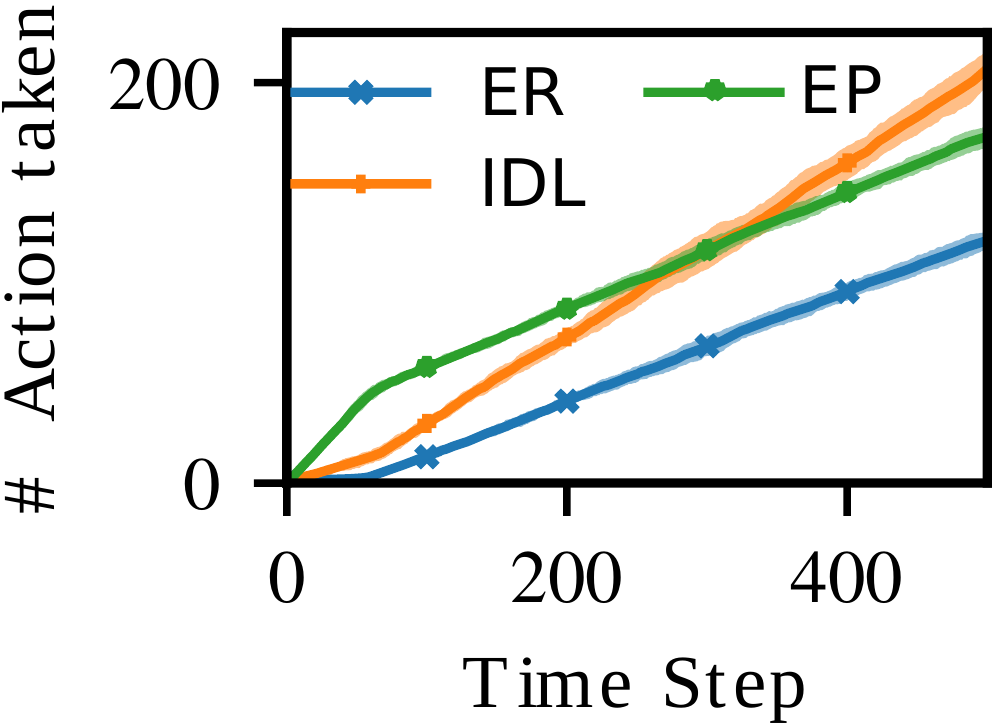 # Action taken
200
0
ER
EP
IDL
0 200 400
Time Step